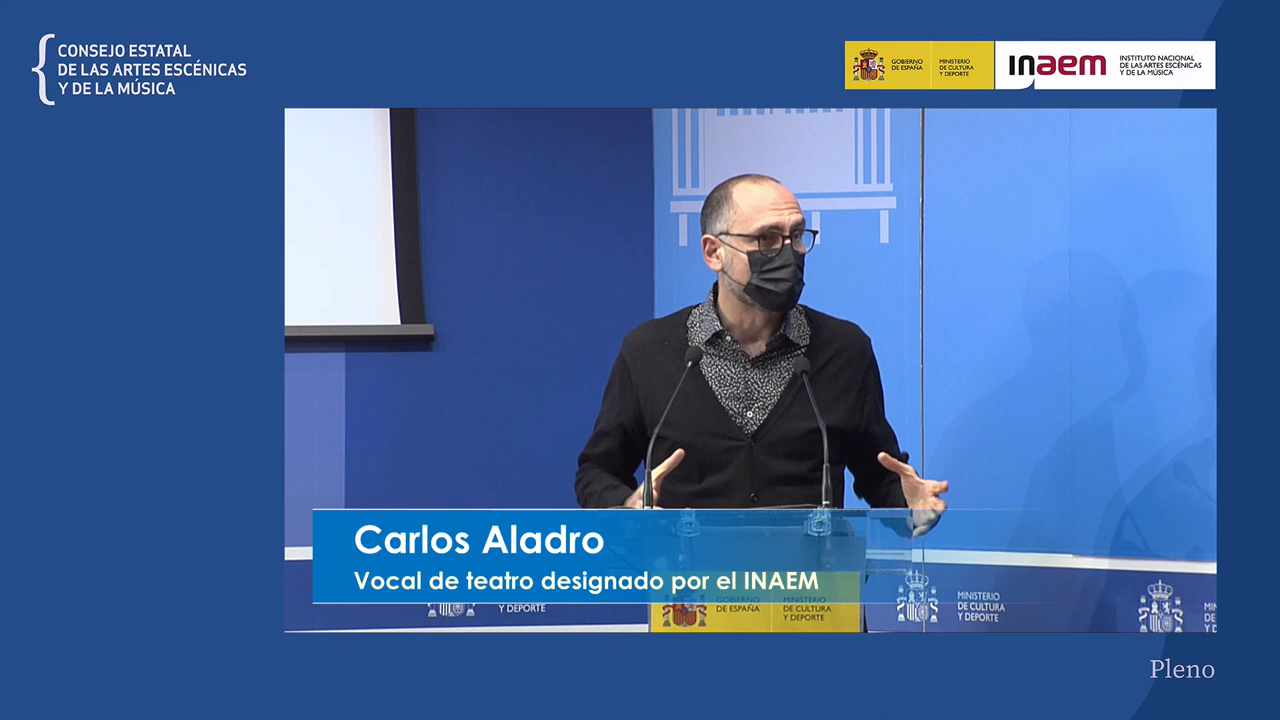 CONSEJO ESTATAL
DE LAS ARTES ESCÉNICAS
Y DE LA MÚSICA
GOBIERNO
DE ESPAÑA
MINISTERIO
DE CULTURA
Y DEPORTE
inaem
INSTITUTO NACIONAL
DE LAS ARTES ESCÉNICAS
Y DE LA MÚSICA
Carlos Aladro
Vocal de teatro designado por el INAEM
Y DEPORTE
GOBIERNO
DE ESPAÑA
MINISTERIO
DE CULTURA
Y DEPORTE
MINISTERIO
DE CULTURA
Y DEPORTE
Pleno